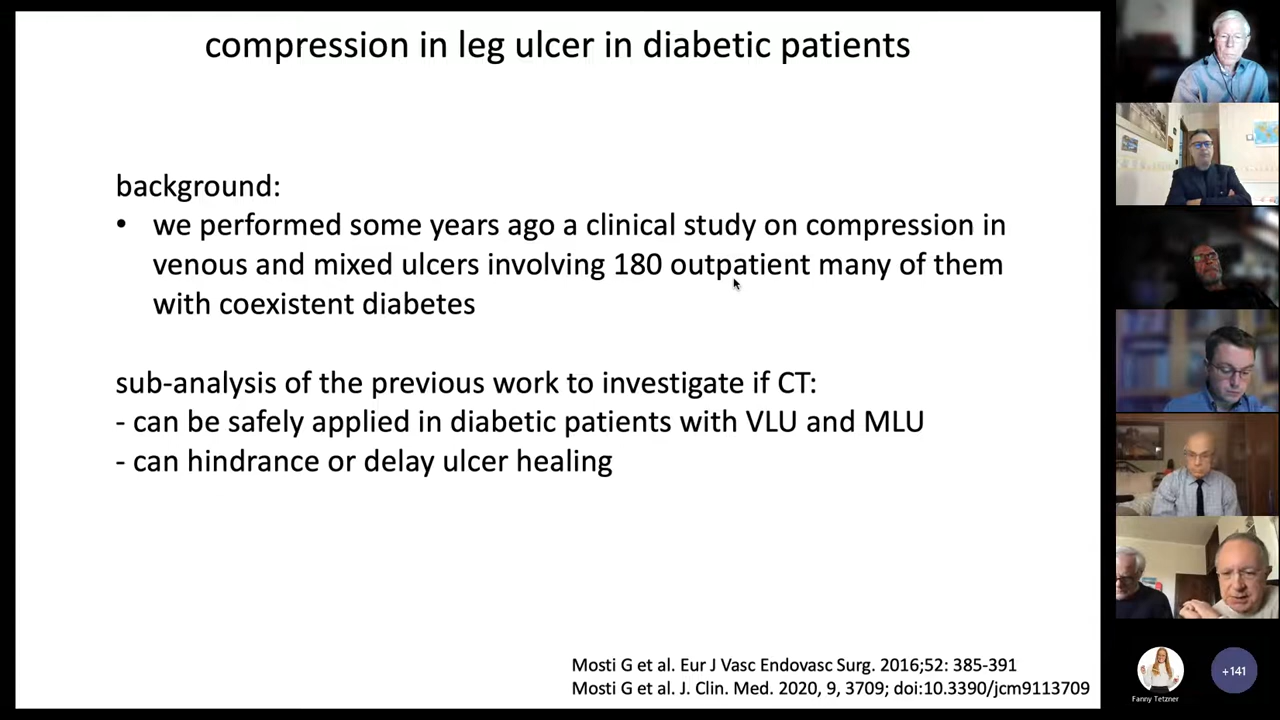 compression in leg ulcer in diabetic patients
background:
• we performed some years ago a clinical study on compression in
venous and mixed ulcers involving 180 outpatient many of them
with coexistent diabetes
sub-analysis of the previous work to investigate if CT:
- can be safely applied in diabetic patients with VLU and MLU
- can hindrance or delay ulcer healing
Mosti G et al. Eur J Vasc Endovasc Surg. 2016;52: 385-391
Mosti G et al. J. Clin. Med. 2020, 9, 3709; doi:10.3390/jcm9113709
Fanny Tetzner
+141